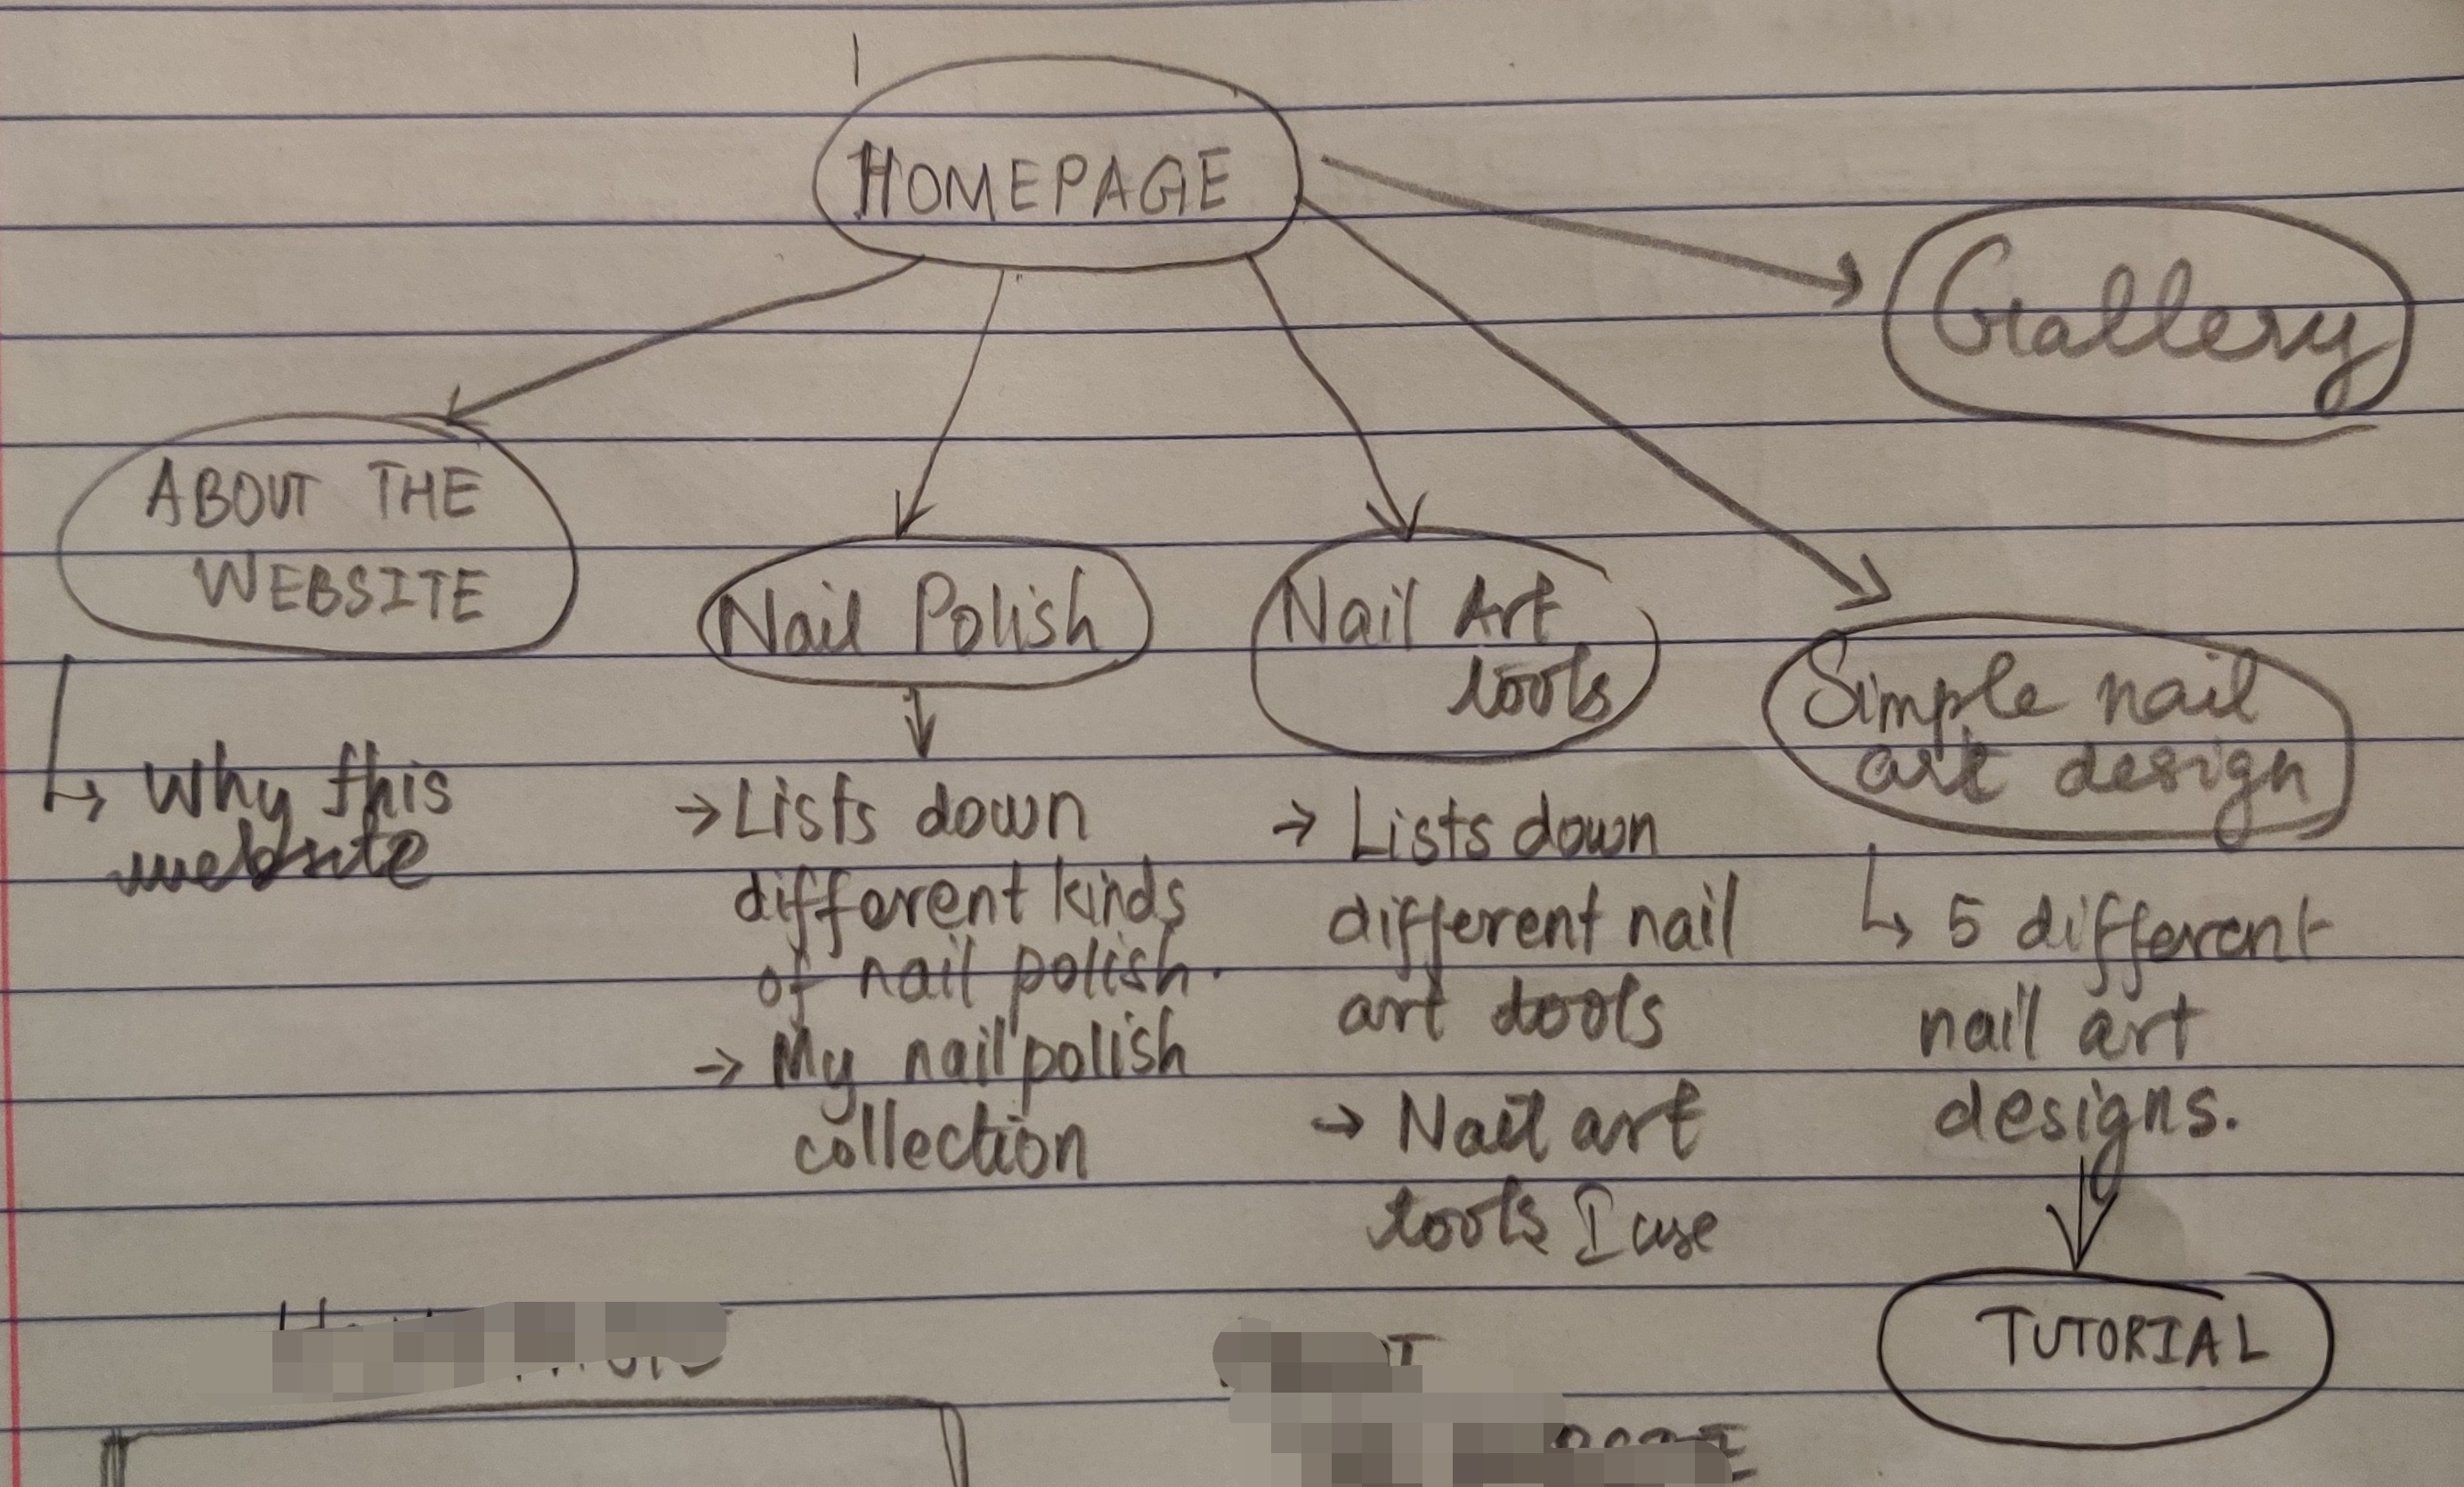 HOMEPAGE
Gallery
ABOUT THE
WEBSITE
→ Why this
website
Nail Polish
→ Lists down
different kinds
of nail polish.
→ My nail polish
collection
Nail Art
tools
→ Lists down
different nail
art tools
→ Nail art
tools I use
Simple nail
art design
↳ 5 different
nail art
designs.
TUTORIAL